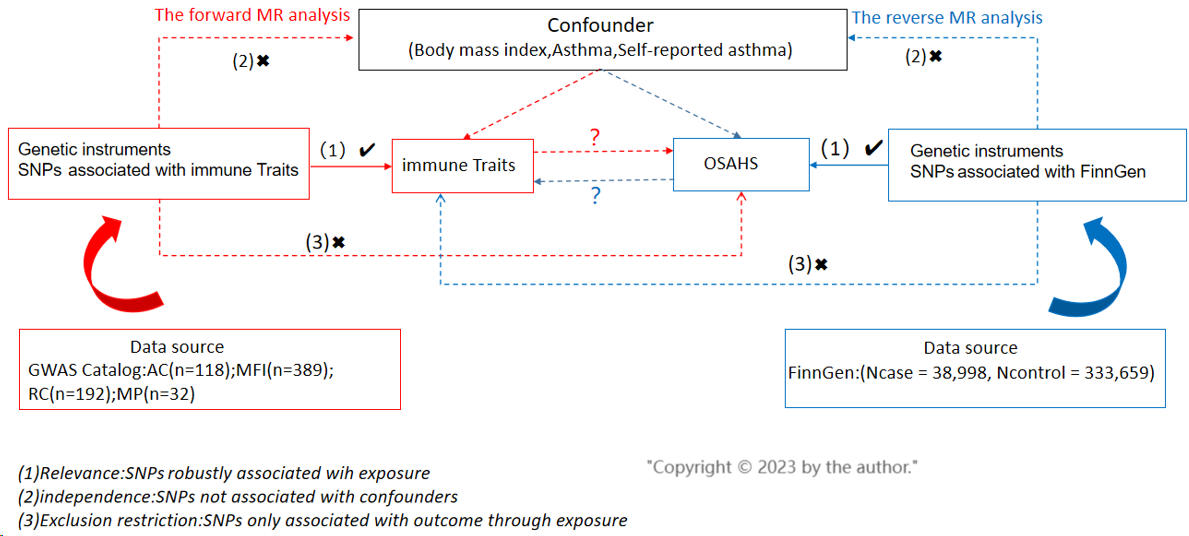 The forward MR analysis
Confounder
(Body mass index,Asthma,Self-reported asthma)
The reverse MR analysis
(2)✖
(2)✖
Genetic instruments
SNPs associated with immune Traits
(1) ✔
immune Traits
?
?
OSAHS
(1) ✔
Genetic instruments
SNPs associated with FinnGen
(3)✖
(3)✖
Data source
GWAS Catalog:AC(n=118);MFI(n=389);
RC(n=192);MP(n=32)
Data source
FinnGen:(Ncase = 38,998, Ncontrol = 333,659)
(1)Relevance:SNPs robustly associated wih exposure
(2)independence:SNPs not associated with confounders
(3)Exclusion restriction:SNPs only associated with outcome through exposure
"Copyright © 2023 by the author."